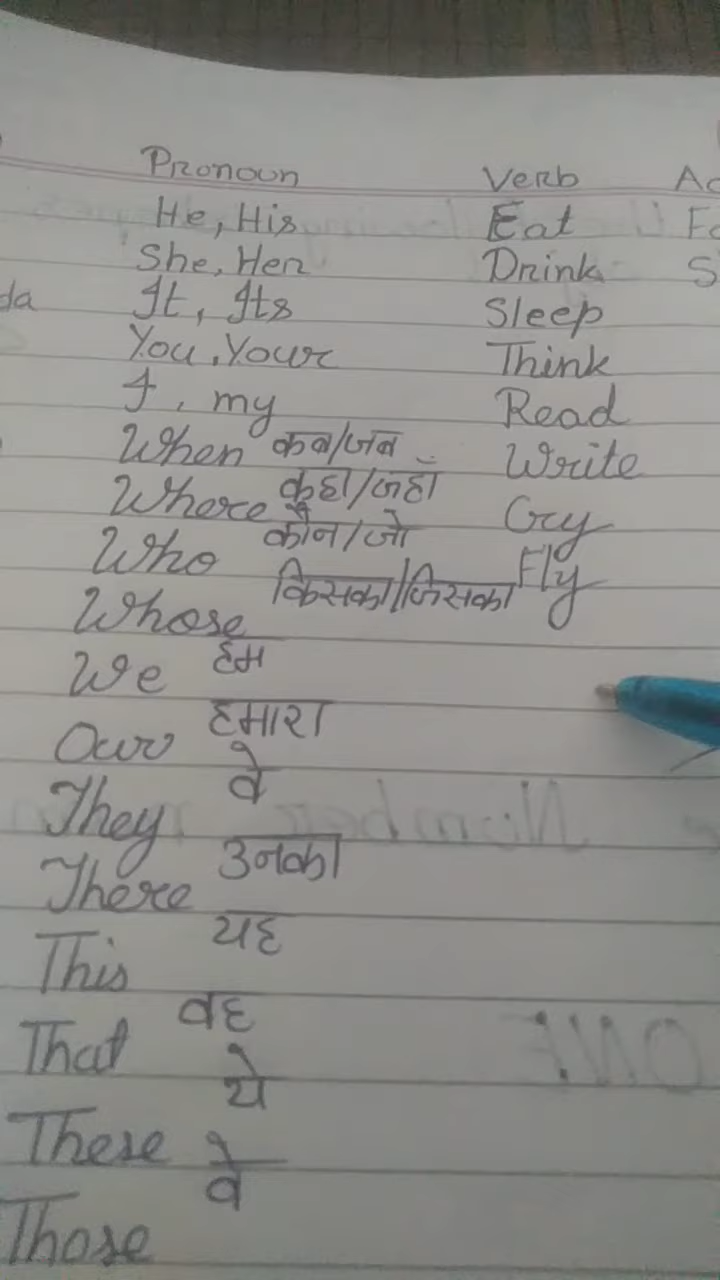 Pronoun Verb
He, His Eat
She, Her Drink
da It, Its Sleep
You, Your Think
I, my Read
When कब/जब Write
Where कहा/जहाँ Cry
Who कौन/जो Fly
Whose किसका/जिसका
We हम
Our हमारा
They वे
There उनका
This यह
That वह
These ये
Those वे